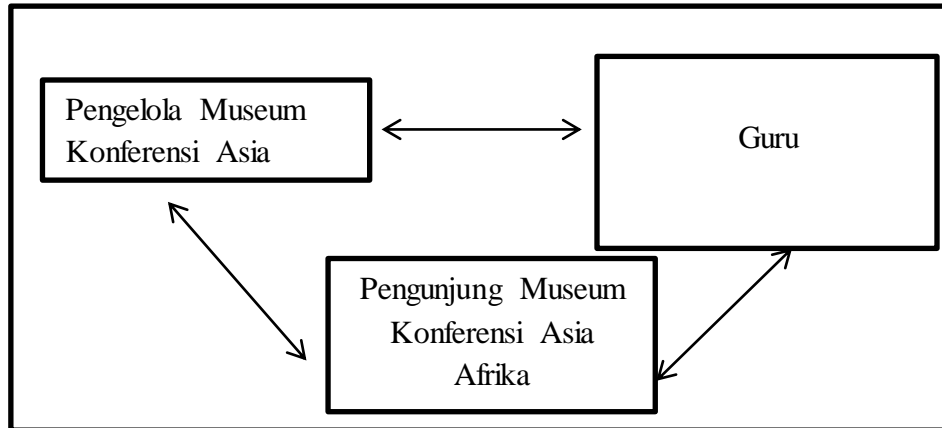 Pengelola Museum
Konferensi Asia
Guru
Pengunjung Museum
Konferensi Asia
Afrika